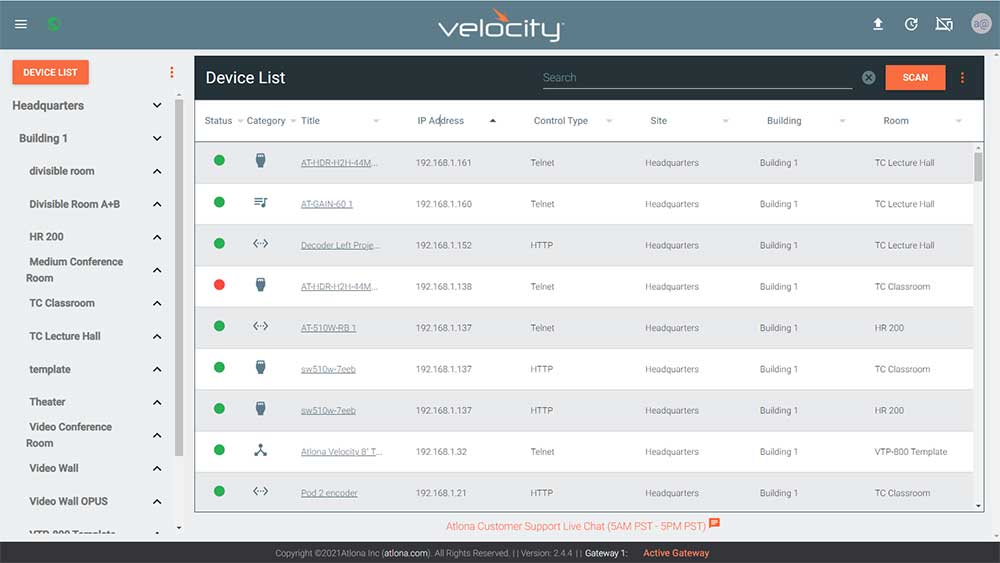 velocity
a@
DEVICE LIST
Headquarters
Building 1
divisible room
Divisible Room A+B
HR 200
Medium Conference
Room
TC Classroom
TC Lecture Hall
template
Theater
Video Conference
Room
Video Wall
Video Wall OPUS
VTP-800 Template
Device List
Search
SCAN
Status Category Title IP Address Control Type Site Building Room
AT-HDR-H2H-44M... 192.168.1.161 Telnet Headquarters Building 1 TC Lecture Hall
AT-GAIN-60 1 192.168.1.160 Telnet Headquarters Building 1 TC Lecture Hall
Decoder Left Proje... 192.168.1.152 HTTP Headquarters Building 1 TC Lecture Hall
AT-HDR-H2H-44M... 192.168.1.138 Telnet Headquarters Building 1 TC Classroom
AT-510W-RB 1 192.168.1.137 Telnet Headquarters Building 1 HR 200
sw510w-7eeb 192.168.1.137 HTTP Headquarters Building 1 TC Classroom
sw510w-7eeb 192.168.1.137 HTTP Headquarters Building 1 HR 200
Atlona Velocity 8" T... 192.168.1.32 Telnet Headquarters Building 1 VTP-800 Template
Pod 2 encoder 192.168.1.21 HTTP Headquarters Building 1 TC Classroom
Atlona Customer Support Live Chat (5AM PST - 5PM PST)
Copyright ©2021Atlona Inc (atlona.com). All Rights Reserved. | | Version: 2.4.4 | | Gateway 1: Active Gateway